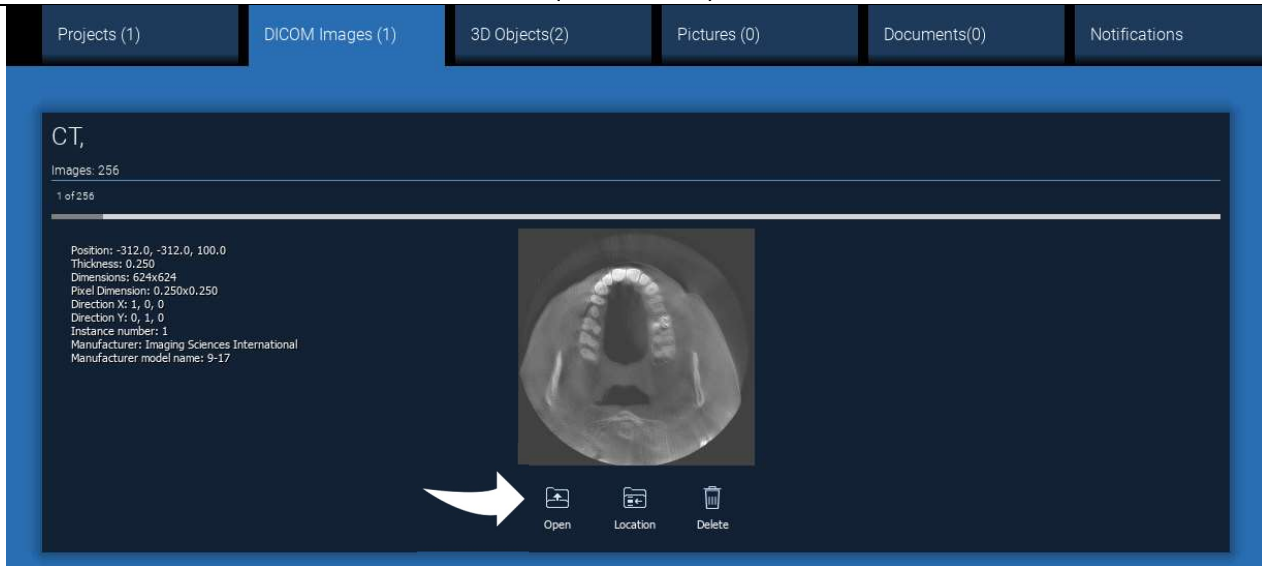 Projects (1) DICOM Images (1) 3D Objects(2) Pictures (0) Documents(0) Notifications
CT,
Images: 256
1 of 256
Position: -312.0, -312.0, 100.0
Thickness: 0.250
Dimensions: 624x624
Pixel Dimension: 0.250x0.250
Direction X: 1, 0, 0
Direction Y: 0, 1, 0
Instance number: 1
Manufacturer: Imaging Sciences International
Manufacturer model name: 9-17
Open Location Delete